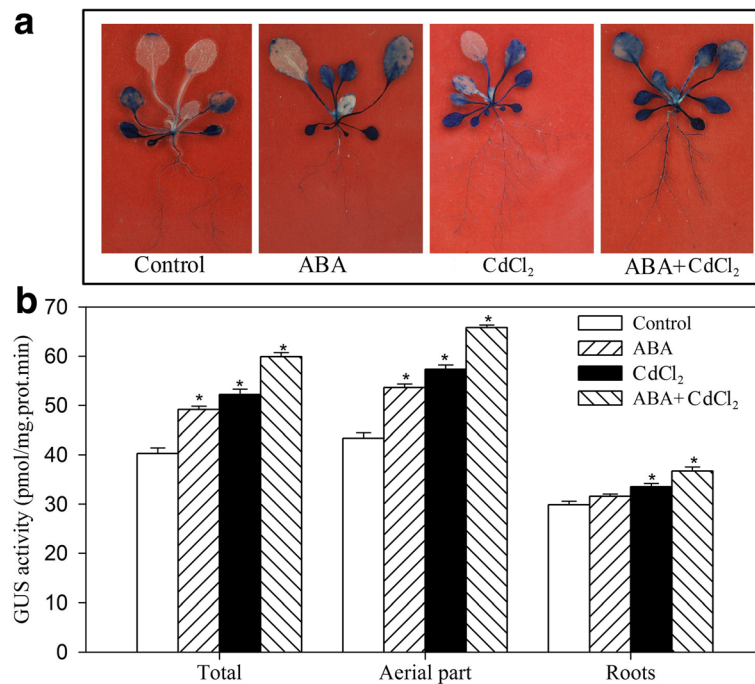 a
Control ABA CdCl₂ ABA+CdCl₂
b
GUS activity (pmol/mg.prot.min)
70
60
50
40
30
20
10
0
Control
ABA
CdCl₂
ABA+CdCl₂
* * *
* * *
* *
Total Aerial part Roots